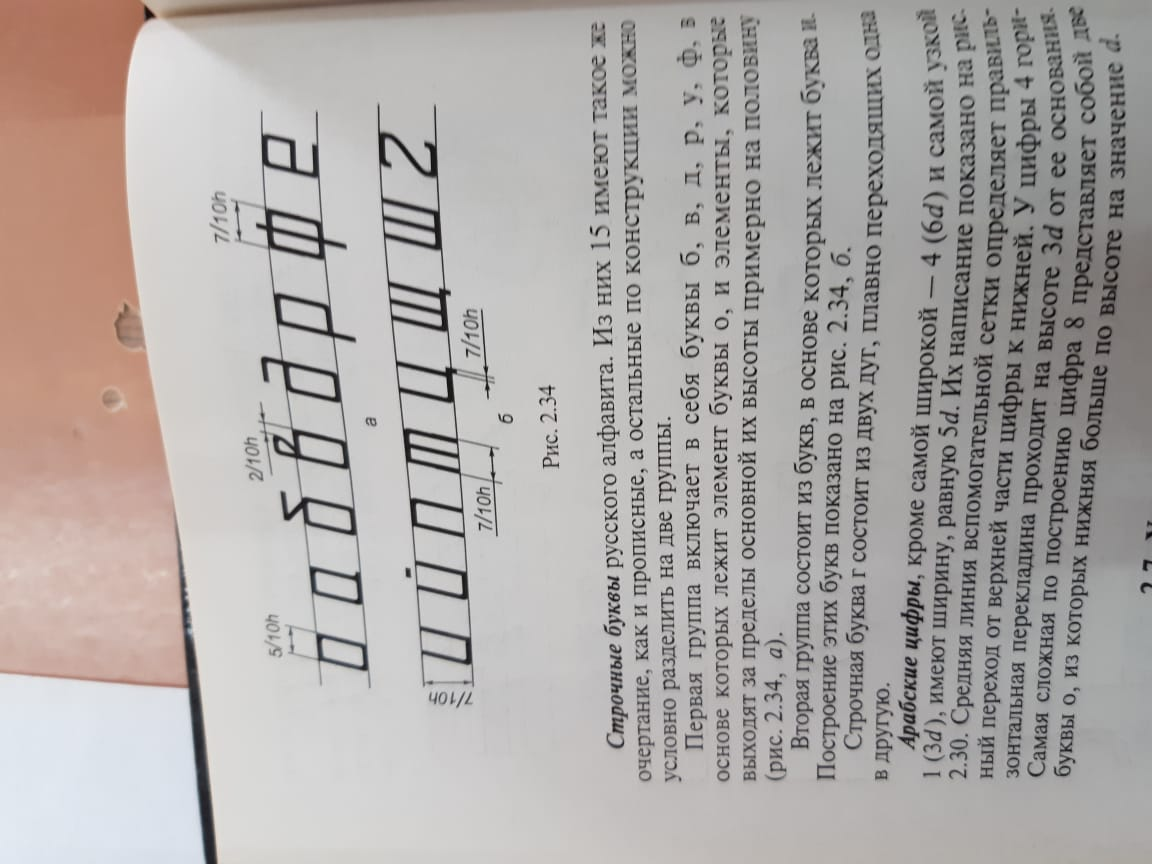 5/10h 2/10h 7/10h
о а б в д р ф е
а
7/10h
и й п т ц щ ш г
7/10h 7/10h
б
Рис. 2.34
Строчные буквы русского алфавита. Из них 15 имеют такое же
очертание, как и прописные, а остальные по конструкции можно
условно разделить на две группы.
Первая группа включает в себя буквы б, в, д, р, у, ф, в
основе которых лежит элемент буквы о, и элементы, которые
выходят за пределы основной их высоты примерно на половину
(рис. 2.34, а).
Вторая группа состоит из букв, в основе которых лежит буква и.
Построение этих букв показано на рис. 2.34, б.
Строчная буква г состоит из двух дуг, плавно переходящих одна
в другую.
Арабские цифры, кроме самой широкой — 4 (6d) и самой узкой
1 (3d), имеют ширину, равную 5d. Их написание показано на рис.
2.30. Средняя линия вспомогательной сетки определяет правиль-
ный переход от верхней части цифры к нижней. У цифры 4 гори-
зонтальная перекладина проходит на высоте 3d от ее основания.
Самая сложная по построению цифра 8 представляет собой две
буквы о, из которых нижняя больше по высоте на значение d.